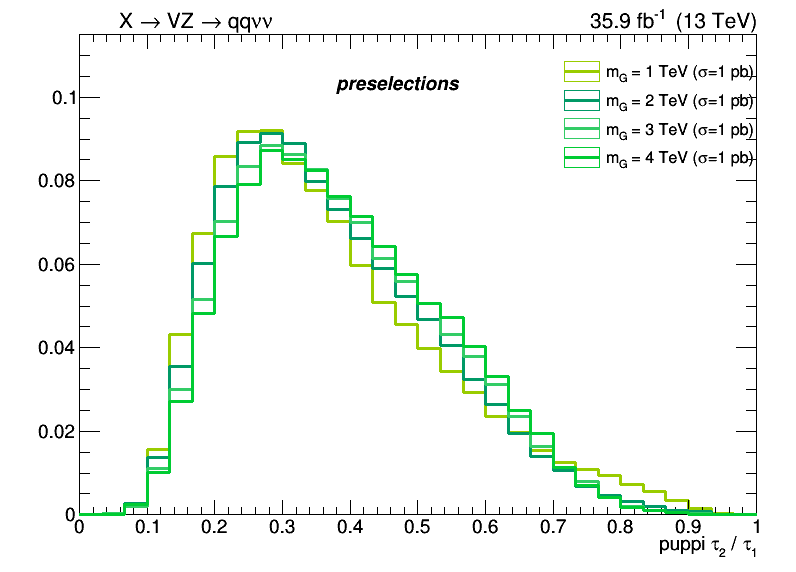 X → VZ → qqνν
35.9 fb⁻¹ (13 TeV)
preselections
m_G = 1 TeV (σ=1 pb)
m_G = 2 TeV (σ=1 pb)
m_G = 3 TeV (σ=1 pb)
m_G = 4 TeV (σ=1 pb)
0.1
0.08
0.06
0.04
0.02
0
0 0.1 0.2 0.3 0.4 0.5 0.6 0.7 0.8 0.9 1
puppi τ₂ / τ₁